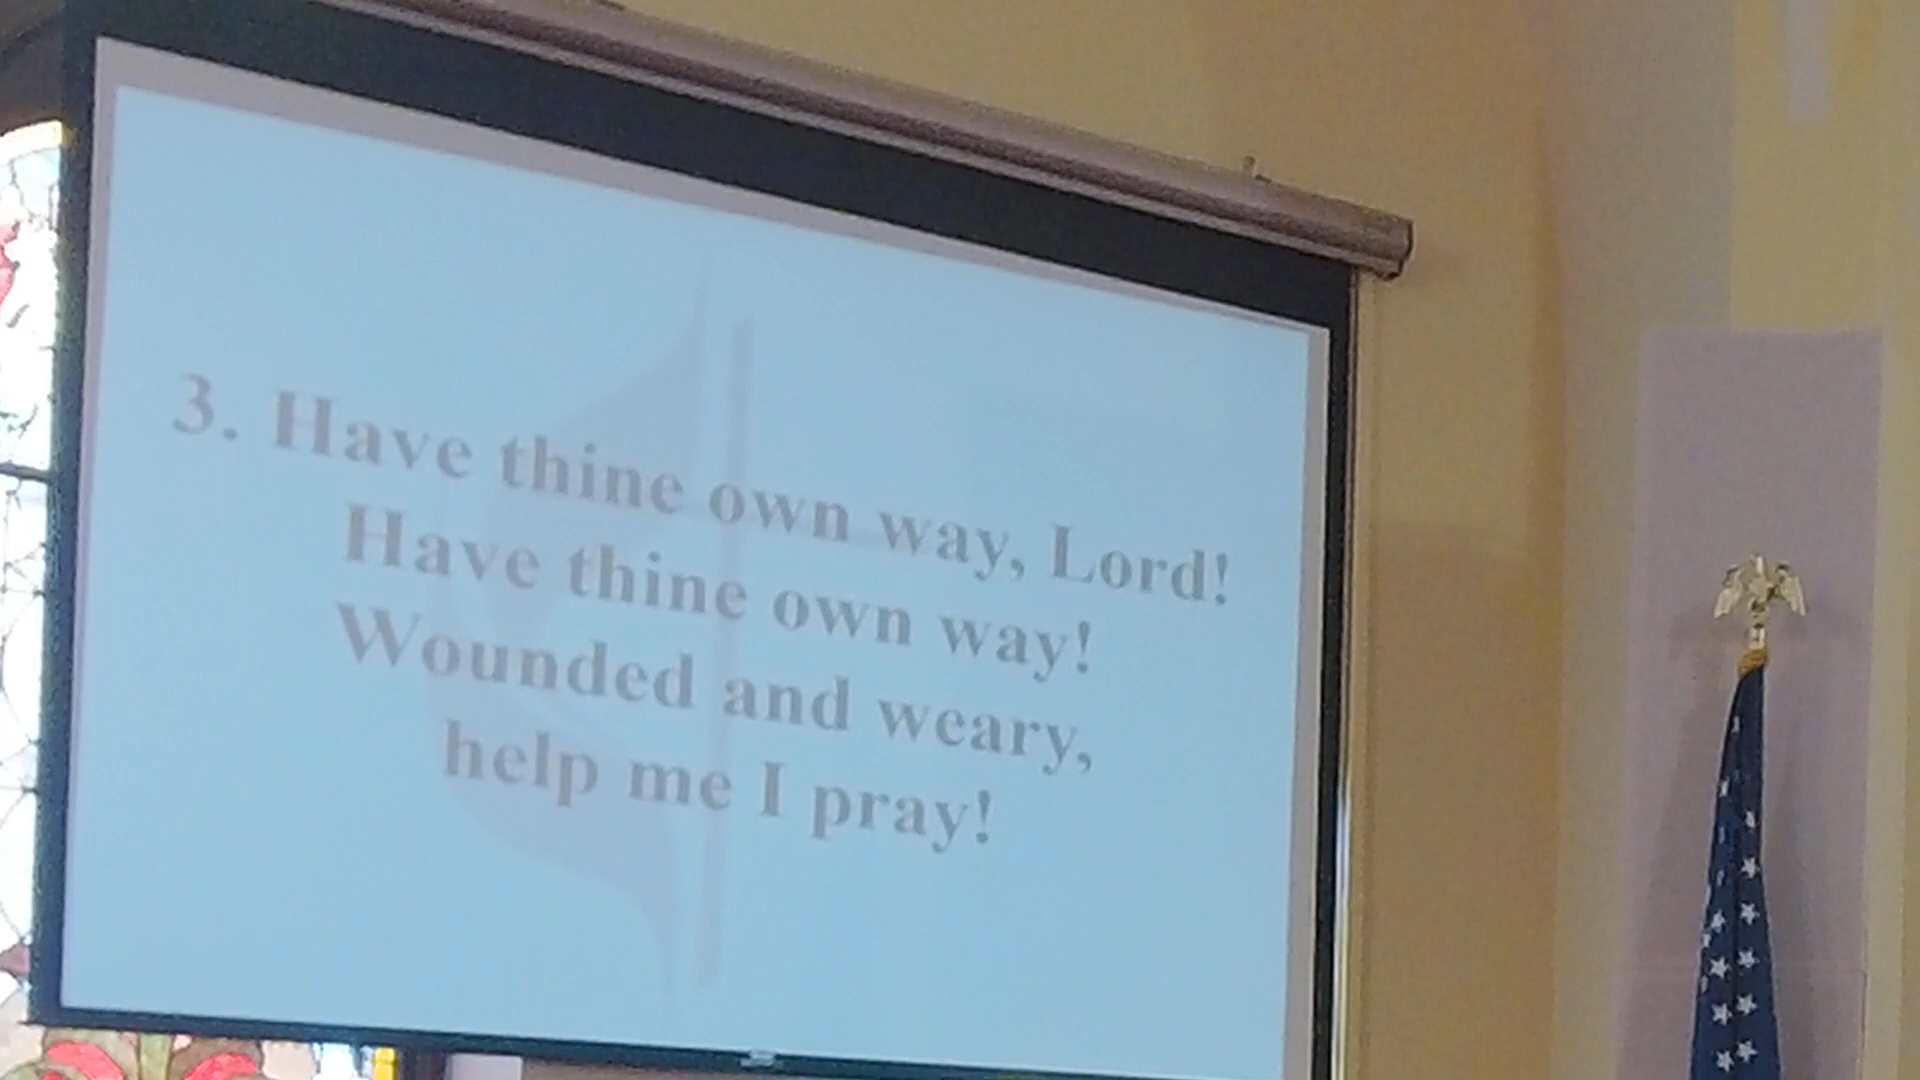 3. Have thine own way, Lord!
Have thine own way!
Wounded and weary,
help me I pray!